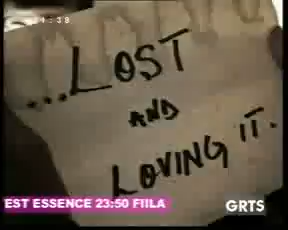 ...LOST
AND
LOVING IT.
EST ESSENCE 23:50 FIILA
GRTS